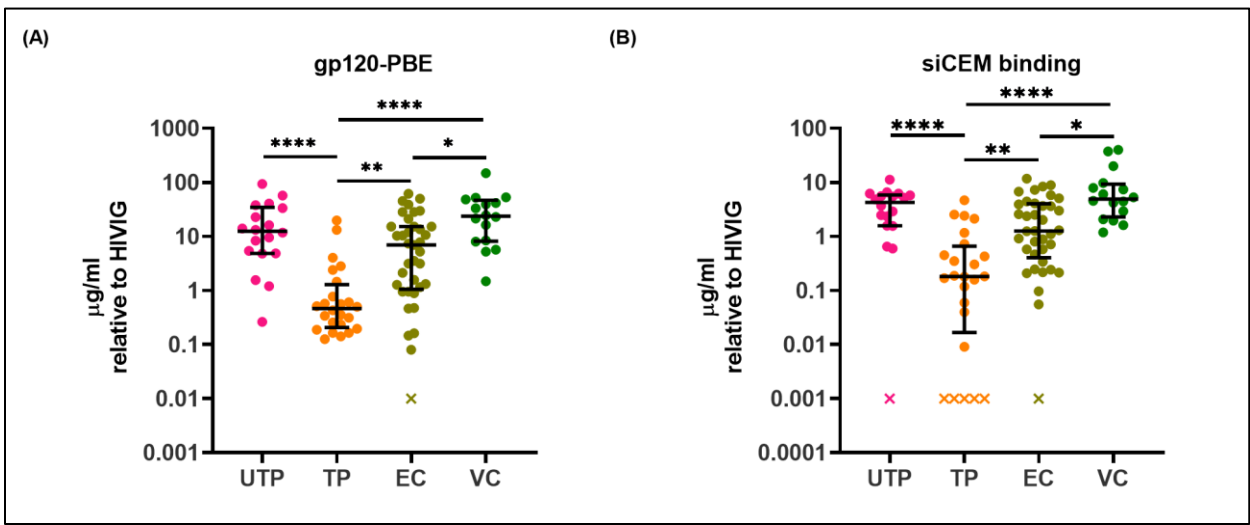 (A)
gp120-PBE
μg/ml
relative to HIVIG
1000
100
10
1
0.1
0.01
0.001
****
****
**
*
UTP TP EC VC
(B)
siCEM binding
μg/ml
relative to HIVIG
100
10
1
0.1
0.01
0.001
0.0001
****
****
**
*
UTP TP EC VC